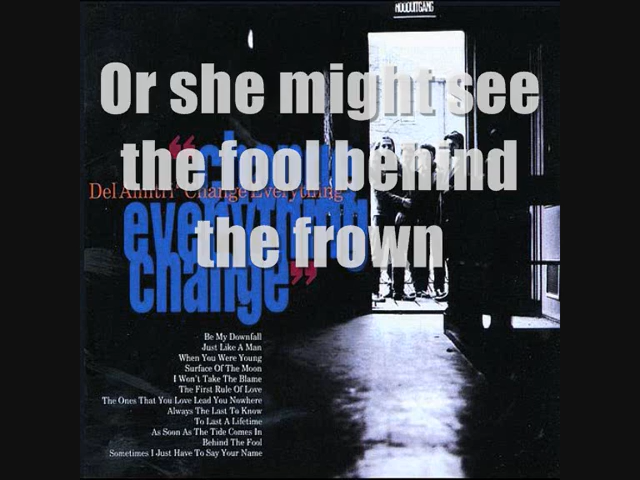 Or she might see
the fool behind
the frown
Del Amitri Change Everything
"change
everything
change"
Be My Downfall
Just Like A Man
When You Were Young
Surface Of The Moon
I Won't Take The Blame
The First Rule Of Love
The Ones That You Love Lead You Nowhere
Always The Last To Know
To Last A Lifetime
As Soon As The Tide Comes In
Behind The Fool
Sometimes I Just Have To Say Your Name